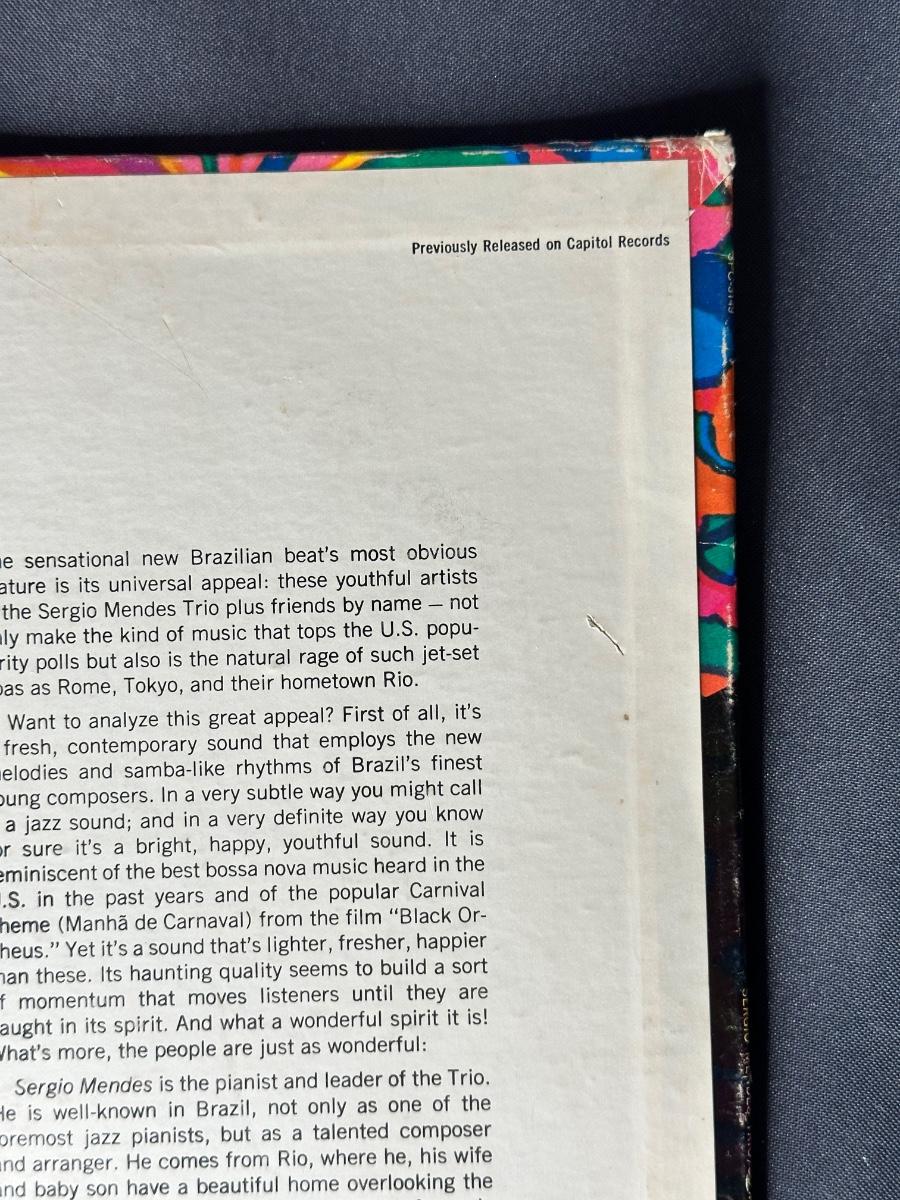 Previously Released on Capitol Records
SPC-3149
he sensational new Brazilian beat's most obvious
ature is its universal appeal: these youthful artists
the Sergio Mendes Trio plus friends by name — not
nly make the kind of music that tops the U.S. popu-
rity polls but also is the natural rage of such jet-set
pas as Rome, Tokyo, and their hometown Rio.
Want to analyze this great appeal? First of all, it's
fresh, contemporary sound that employs the new
elodies and samba-like rhythms of Brazil's finest
oung composers. In a very subtle way you might call
a jazz sound; and in a very definite way you know
or sure it's a bright, happy, youthful sound. It is
eminiscent of the best bossa nova music heard in the
.S. in the past years and of the popular Carnival
heme (Manhã de Carnaval) from the film “Black Or-
heus.” Yet it's a sound that's lighter, fresher, happier
han these. Its haunting quality seems to build a sort
f momentum that moves listeners until they are
aught in its spirit. And what a wonderful spirit it is!
What's more, the people are just as wonderful:
Sergio Mendes is the pianist and leader of the Trio.
He is well-known in Brazil, not only as one of the
oremost jazz pianists, but as a talented composer
nd arranger. He comes from Rio, where he, his wife
nd baby son have a beautiful home overlooking the
SERGIO